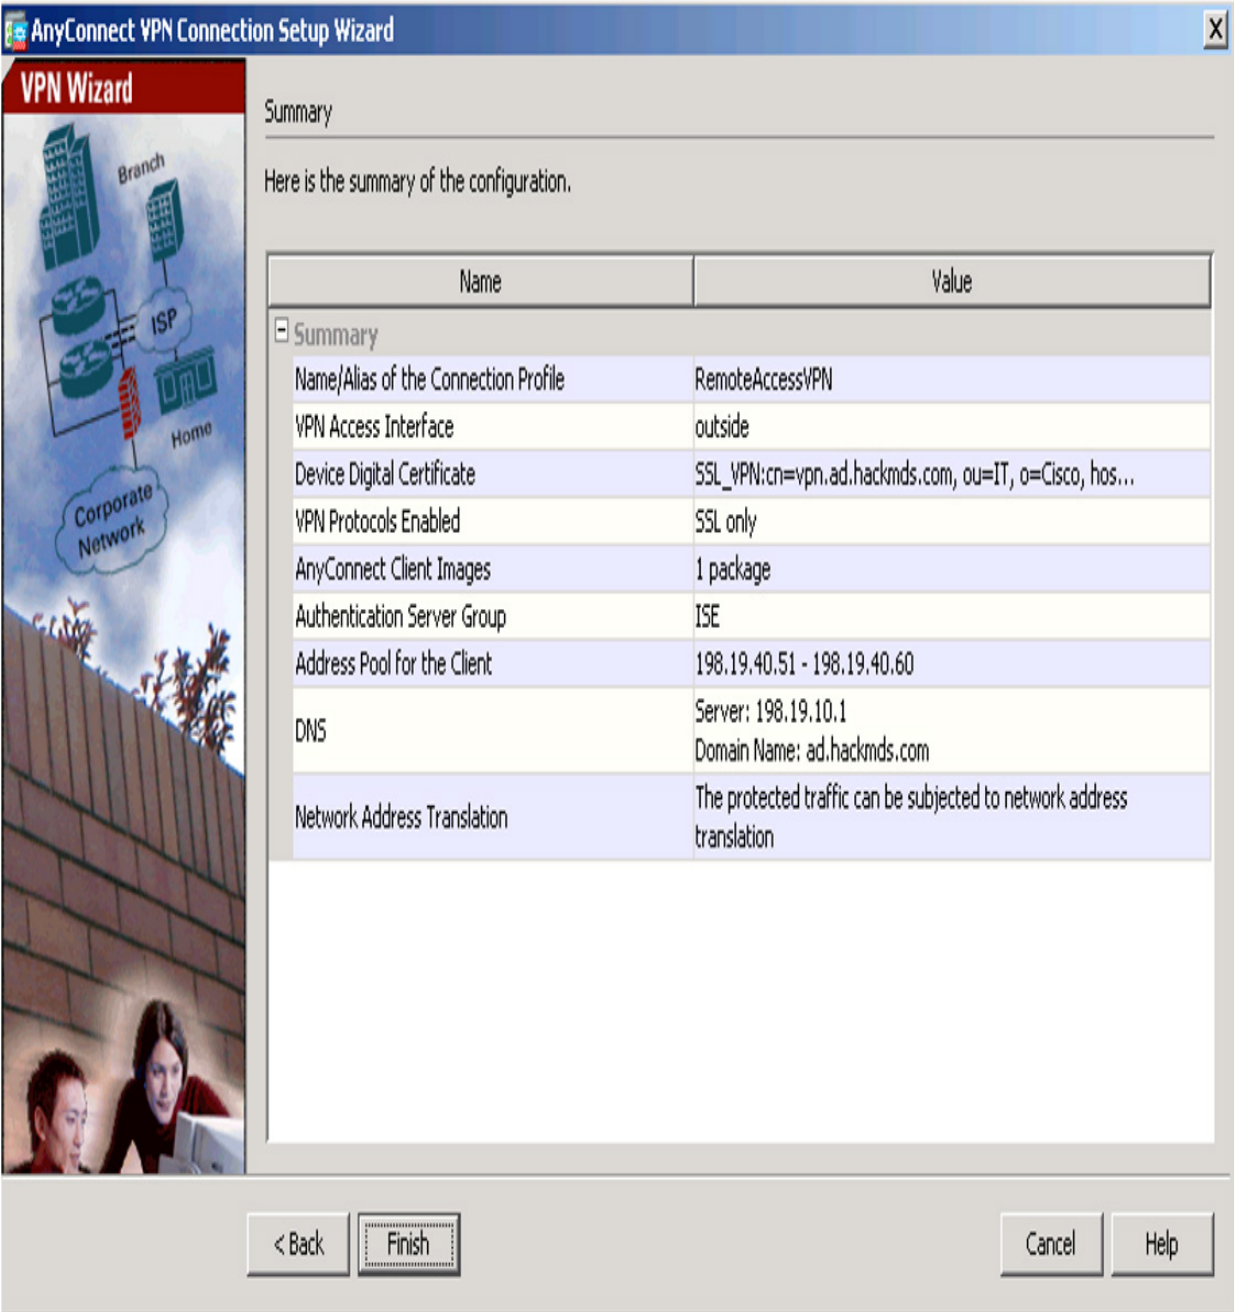 AnyConnect VPN Connection Setup Wizard
X
VPN Wizard
Branch
ISP
Home
Corporate
Network
Summary
Here is the summary of the configuration.
Name Value
Summary
Name/Alias of the Connection Profile RemoteAccessVPN
VPN Access Interface outside
Device Digital Certificate SSL_VPN:cn=vpn.ad.hackmds.com, ou=IT, o=Cisco, hos...
VPN Protocols Enabled SSL only
AnyConnect Client Images 1 package
Authentication Server Group ISE
Address Pool for the Client 198.19.40.51 - 198.19.40.60
DNS Server: 198.19.10.1
Domain Name: ad.hackmds.com
Network Address Translation The protected traffic can be subjected to network address
translation
< Back Finish Cancel Help